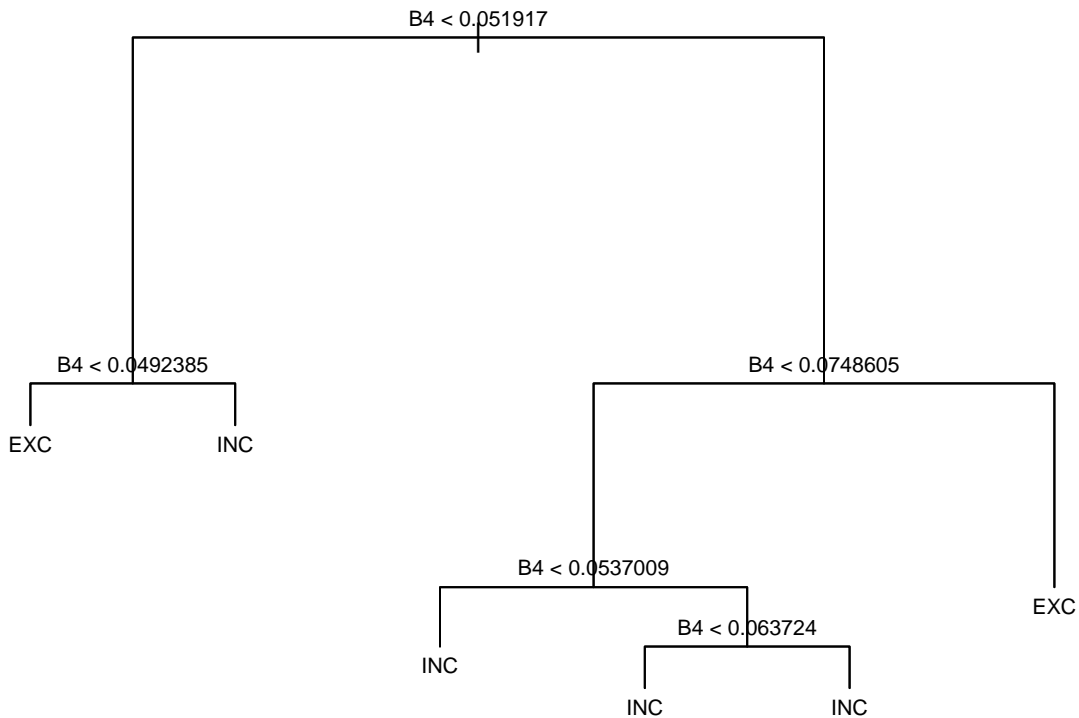 B4 < 0.051917
B4 < 0.0492385
B4 < 0.0748605
EXC
INC
B4 < 0.0537009
EXC
B4 < 0.063724
INC
INC
INC